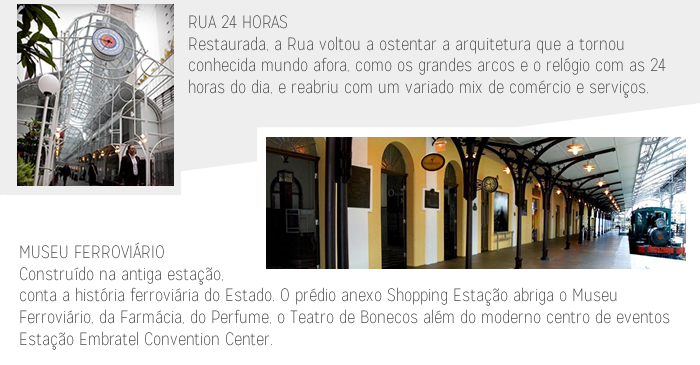 RUA 24 HORAS
Restaurada, a Rua voltou a ostentar a arquitetura que a tornou
conhecida mundo afora, como os grandes arcos e o relógio com as 24
horas do dia, e reabriu com um variado mix de comércio e serviços.
MUSEU FERROVIÁRIO
Construído na antiga estação,
conta a história ferroviária do Estado. O prédio anexo Shopping Estação abriga o Museu
Ferroviário, da Farmácia, do Perfume, o Teatro de Bonecos além do moderno centro de eventos
Estação Embratel Convention Center.